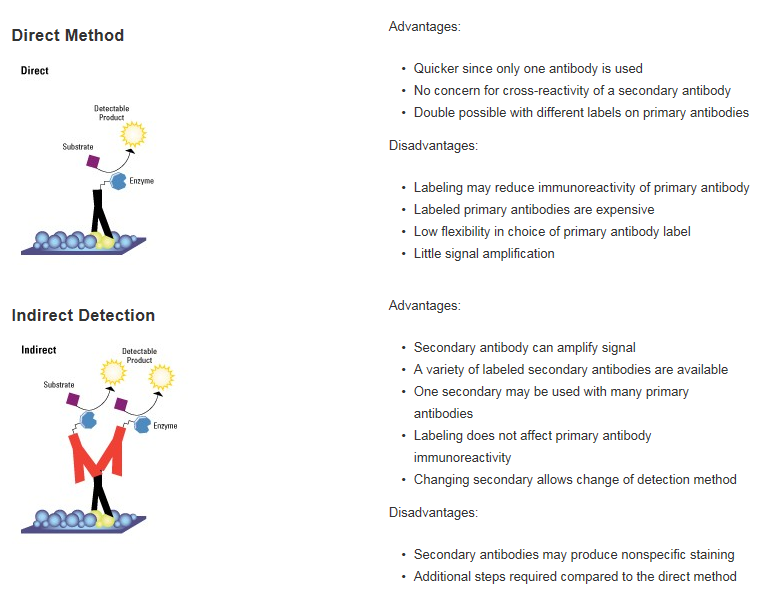 Direct Method
Direct
Detectable
Product
Substrate
Enzyme
Advantages:
• Quicker since only one antibody is used
• No concern for cross-reactivity of a secondary antibody
• Double possible with different labels on primary antibodies
Disadvantages:
• Labeling may reduce immunoreactivity of primary antibody
• Labeled primary antibodies are expensive
• Low flexibility in choice of primary antibody label
• Little signal amplification
Indirect Detection
Indirect
Detectable
Product
Substrate
Enzyme
Advantages:
• Secondary antibody can amplify signal
• A variety of labeled secondary antibodies are available
• One secondary may be used with many primary
antibodies
• Labeling does not affect primary antibody
immunoreactivity
• Changing secondary allows change of detection method
Disadvantages:
• Secondary antibodies may produce nonspecific staining
• Additional steps required compared to the direct method